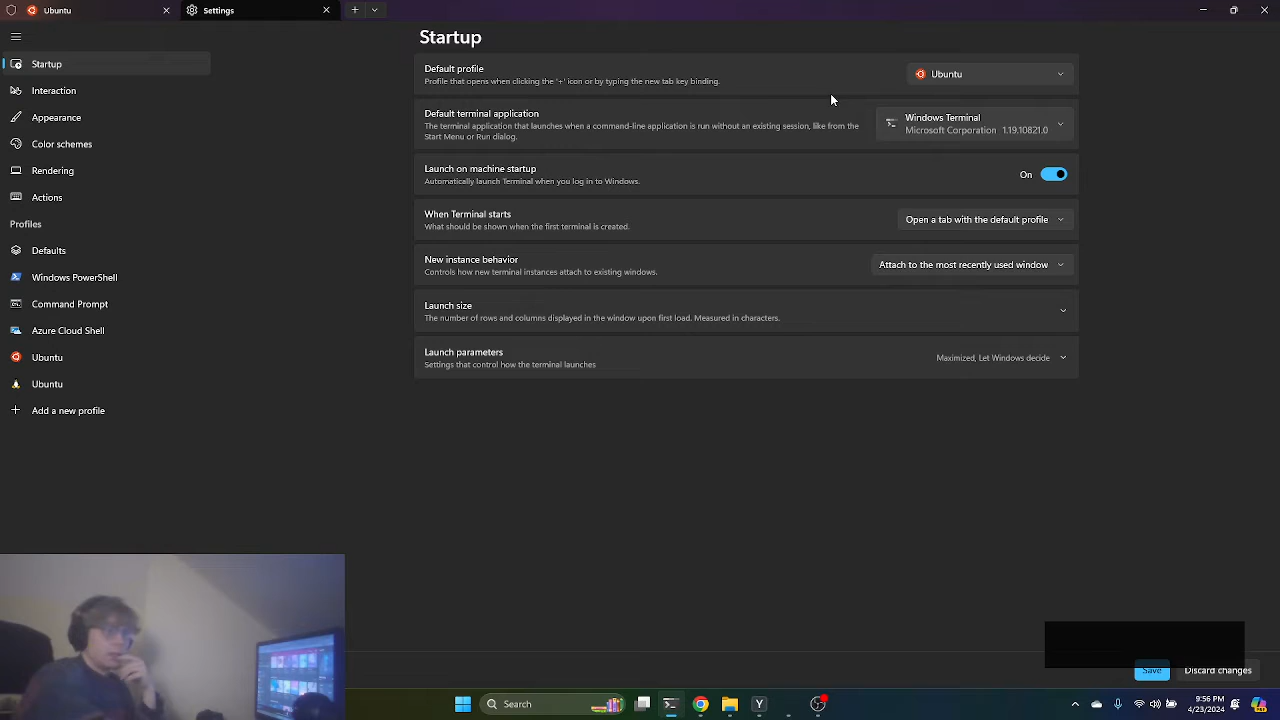 Ubuntu
Settings
Startup
Startup
Interaction
Appearance
Color schemes
Rendering
Actions
Profiles
Defaults
Windows PowerShell
Command Prompt
Azure Cloud Shell
Ubuntu
Ubuntu
Add a new profile
Default profile
Profile that opens when clicking the '+' icon or by typing the new tab key binding.
Ubuntu
Default terminal application
The terminal application that launches when a command-line application is run without an existing session, like from the
Start Menu or Run dialog.
Windows Terminal
Microsoft Corporation 1.19.10821.0
Launch on machine startup
Automatically launch Terminal when you log in to Windows.
On
When Terminal starts
What should be shown when the first terminal is created.
Open a tab with the default profile
New instance behavior
Controls how new terminal instances attach to existing windows.
Attach to the most recently used window
Launch size
The number of rows and columns displayed in the window upon first load. Measured in characters.
Launch parameters
Settings that control how the terminal launches
Maximized, Let Windows decide
Save
Discard changes
Search
Y
9:56 PM
4/23/2024